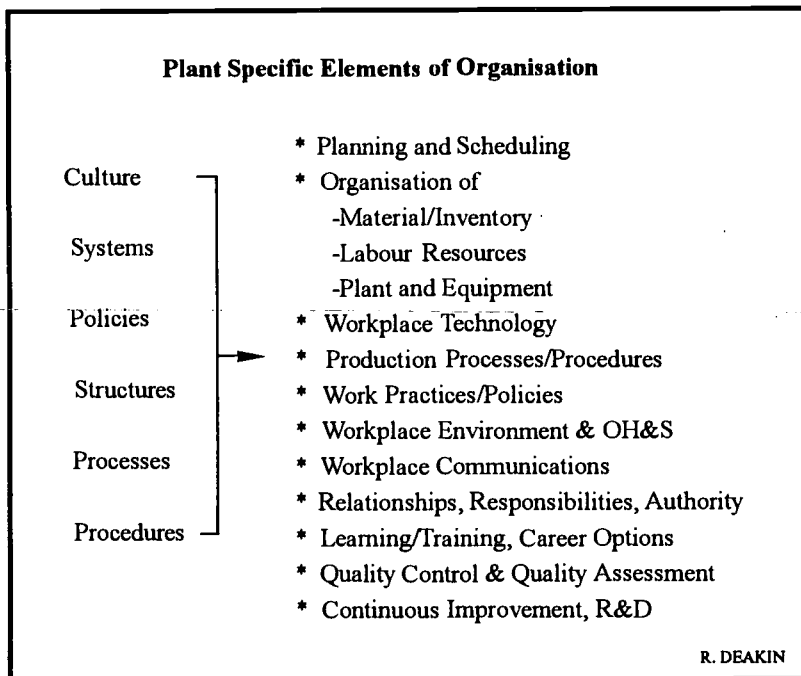 Plant Specific Elements of Organisation
Culture
Systems
Policies
Structures
Processes
Procedures
* Planning and Scheduling
* Organisation of
-Material/Inventory
-Labour Resources
-Plant and Equipment
* Workplace Technology
* Production Processes/Procedures
* Work Practices/Policies
* Workplace Environment & OH&S
* Workplace Communications
* Relationships, Responsibilities, Authority
* Learning/Training, Career Options
* Quality Control & Quality Assessment
* Continuous Improvement, R&D
R. DEAKIN